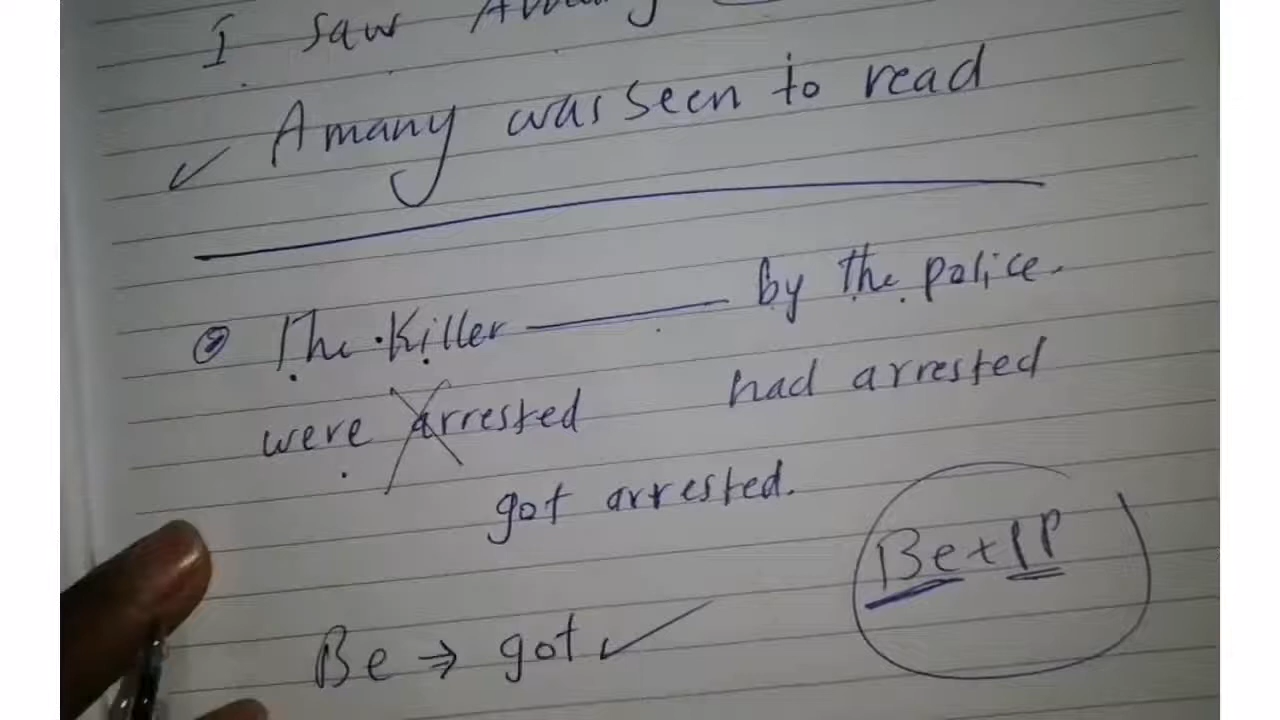 I saw
Amany was seen to read
The Killer ______ by the police.
were arrested had arrested
got arrested.
Be + PP
Be → got ✓